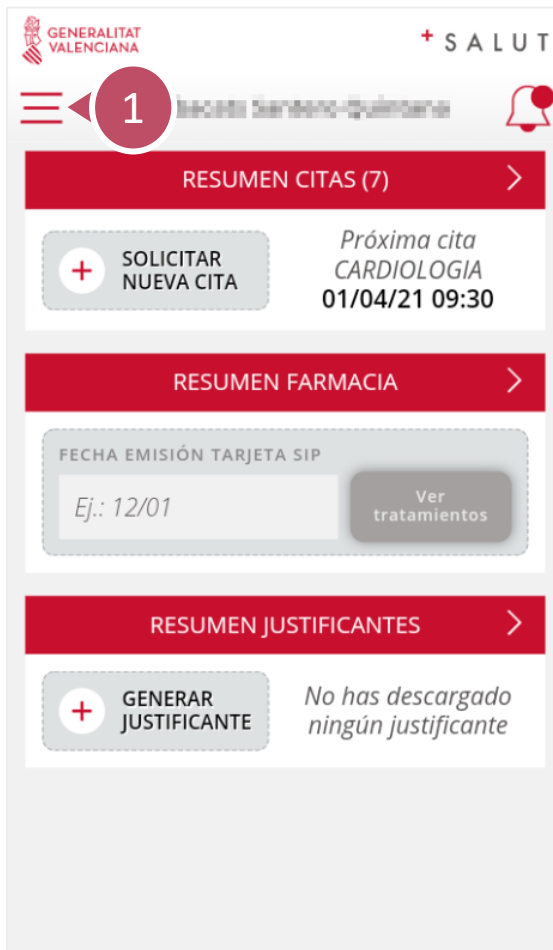 GENERALITAT
VALENCIANA
+ SALUT
1
RESUMEN CITAS (7)
SOLICITAR
NUEVA CITA
Próxima cita
CARDIOLOGIA
01/04/21 09:30
RESUMEN FARMACIA
FECHA EMISIÓN TARJETA SIP
Ej.: 12/01
Ver
tratamientos
RESUMEN JUSTIFICANTES
GENERAR
JUSTIFICANTE
No has descargado
ningún justificante